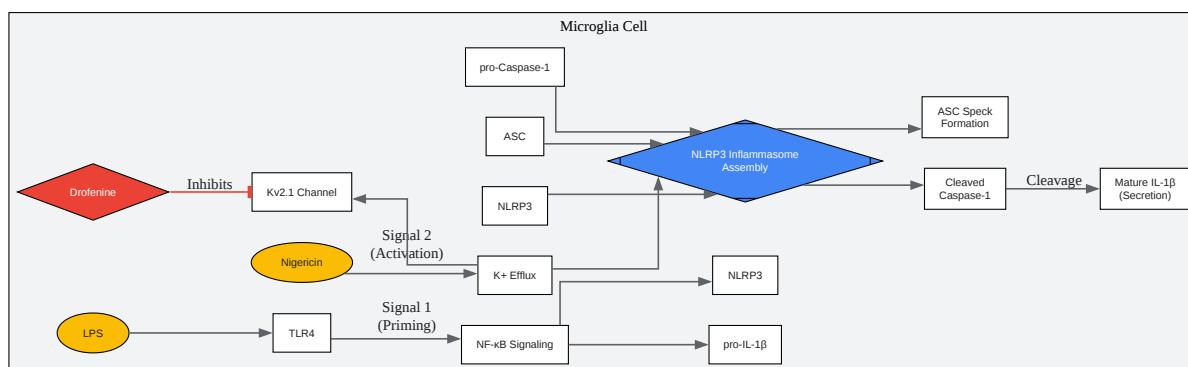 Microglia Cell
pro-Caspase-1
ASC
ASC Speck
Formation
NLRP3 Inflammasome
Assembly
Drofenine
Inhibits
Kv2.1 Channel
NLRP3
Cleaved
Caspase-1
Cleavage
Mature IL-1β
(Secretion)
Signal 2
(Activation)
Nigericin
K+ Efflux
NLRP3
Signal 1
(Priming)
LPS
TLR4
NF-κB Signaling
pro-IL-1β